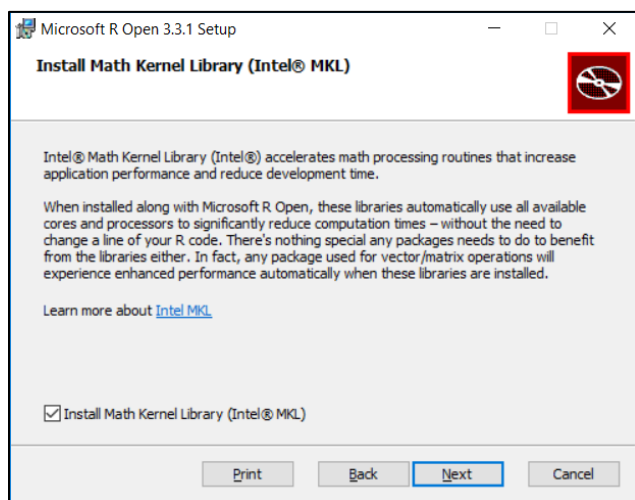 Microsoft R Open 3.3.1 Setup
Install Math Kernel Library (Intel® MKL)
Intel® Math Kernel Library (Intel®) accelerates math processing routines that increase
application performance and reduce development time.
When installed along with Microsoft R Open, these libraries automatically use all available
cores and processors to significantly reduce computation times – without the need to
change a line of your R code. There's nothing special any packages needs to do to benefit
from the libraries either. In fact, any package used for vector/matrix operations will
experience enhanced performance automatically when these libraries are installed.
Learn more about Intel MKL
Install Math Kernel Library (Intel® MKL)
Print Back Next Cancel